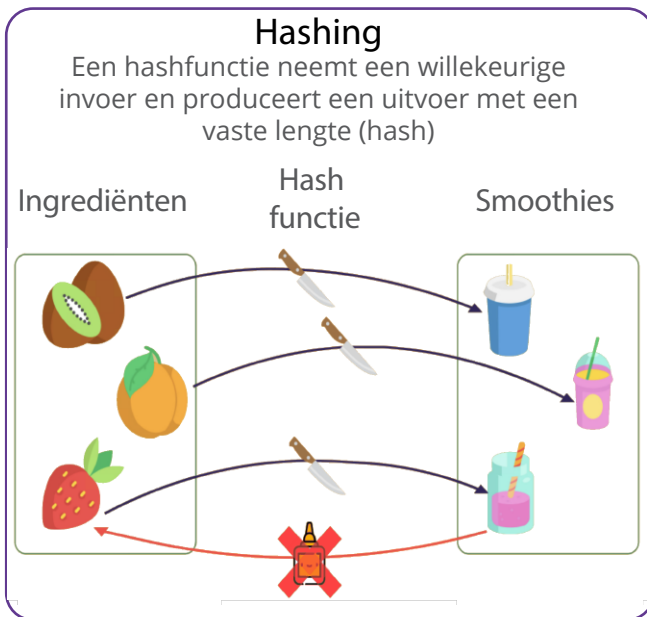 Hashing
Een hashfunctie neemt een willekeurige
invoer en produceert een uitvoer met een
vaste lengte (hash)
Ingrediënten
Hash
functie
Smoothies